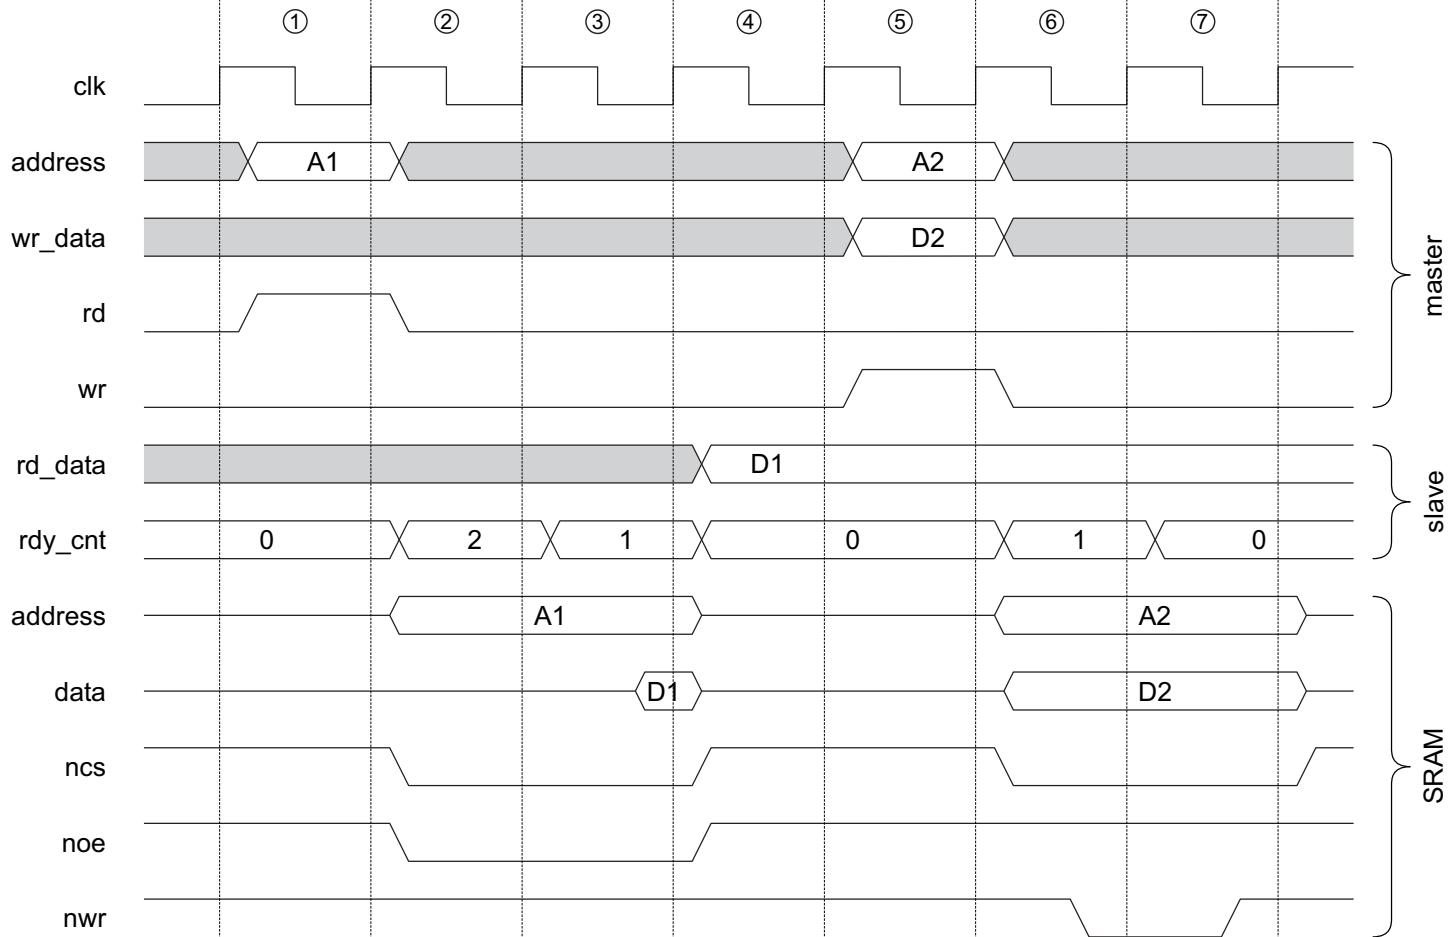 ① ② ③ ④ ⑤ ⑥ ⑦
clk
address A1 A2
wr_data D2
rd
wr
master
rd_data D1
rdy_cnt 0 2 1 0 1 0
slave
address A1 A2
data D1 D2
ncs
noe
nwr
SRAM